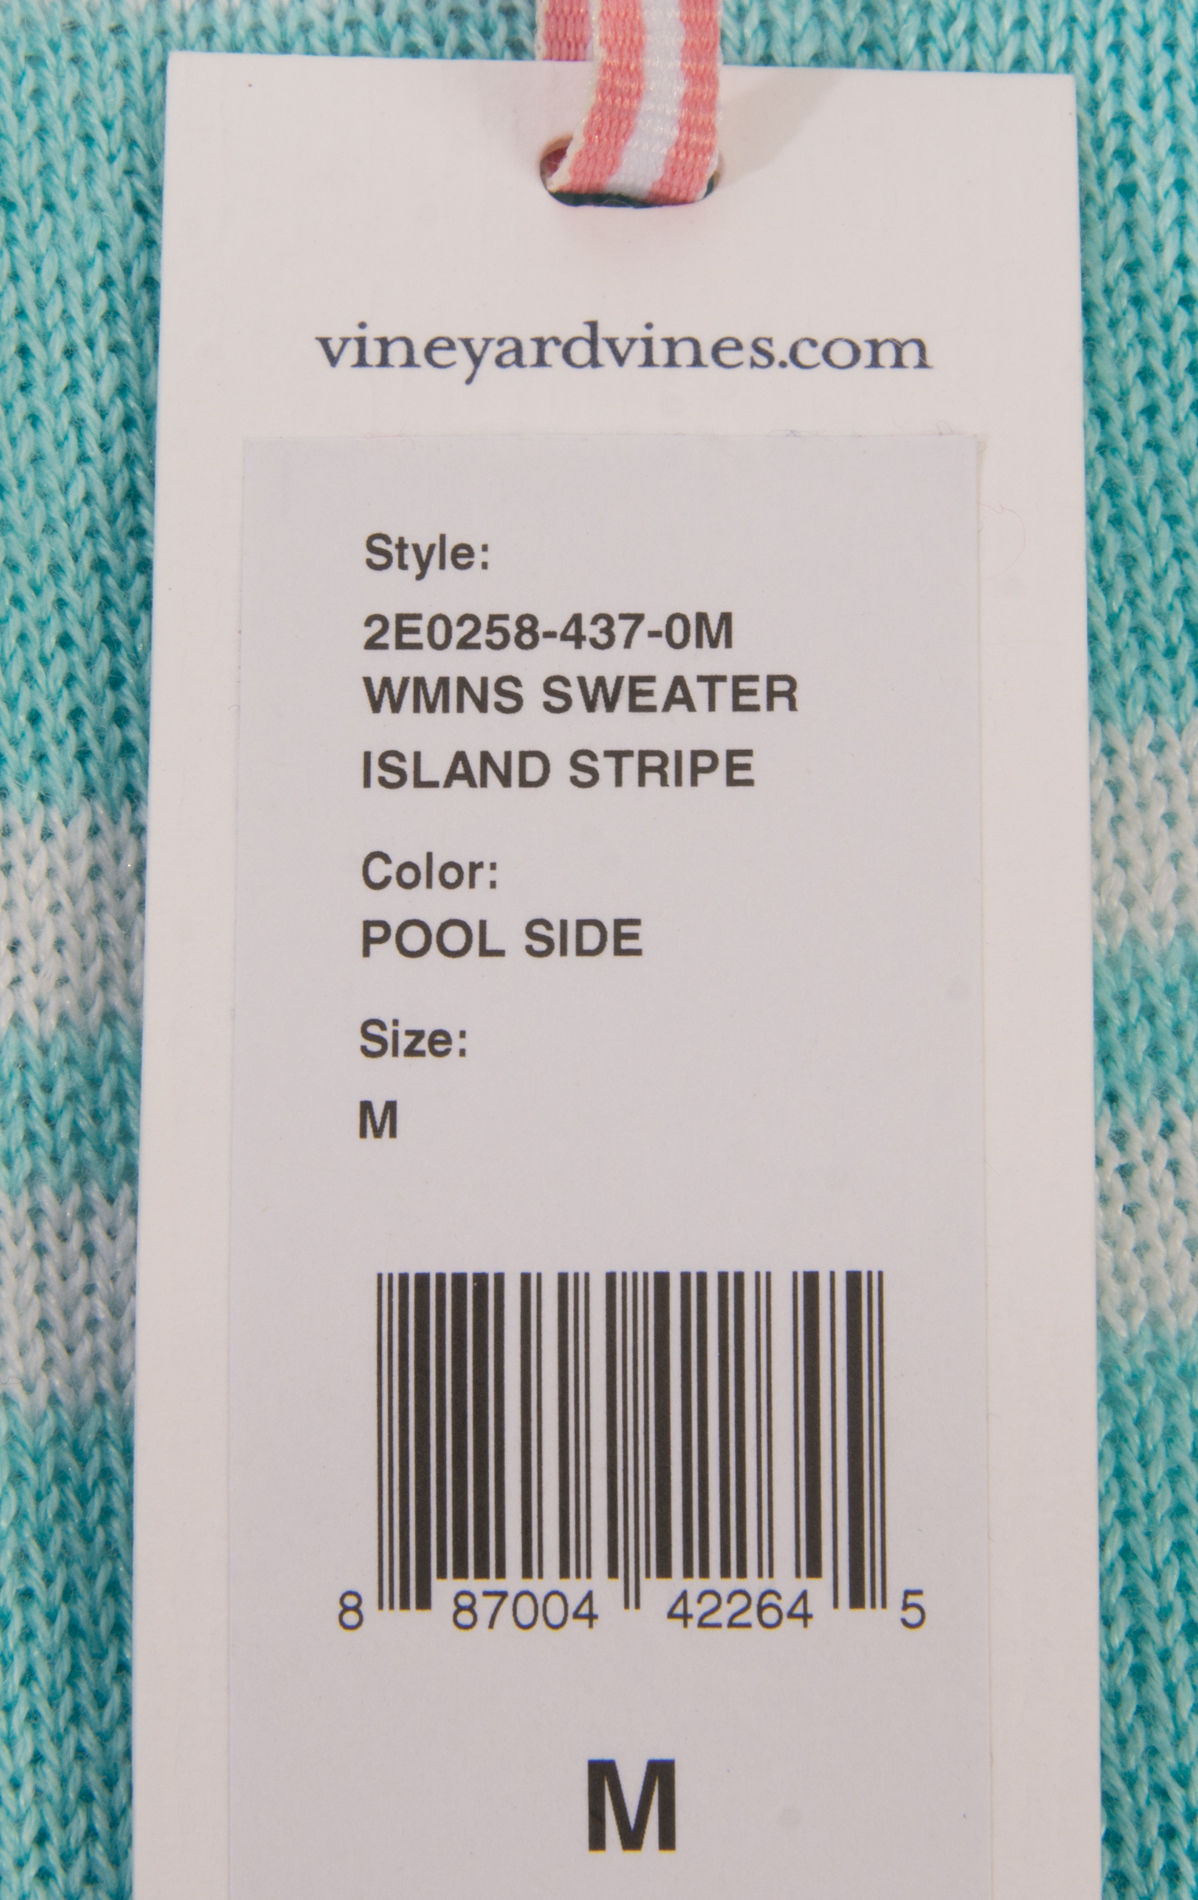 vineyardvines.com
Style:
2E0258-437-0M
WMNS SWEATER
ISLAND STRIPE
Color:
POOL SIDE
Size:
M
8 87004 42264 5
M